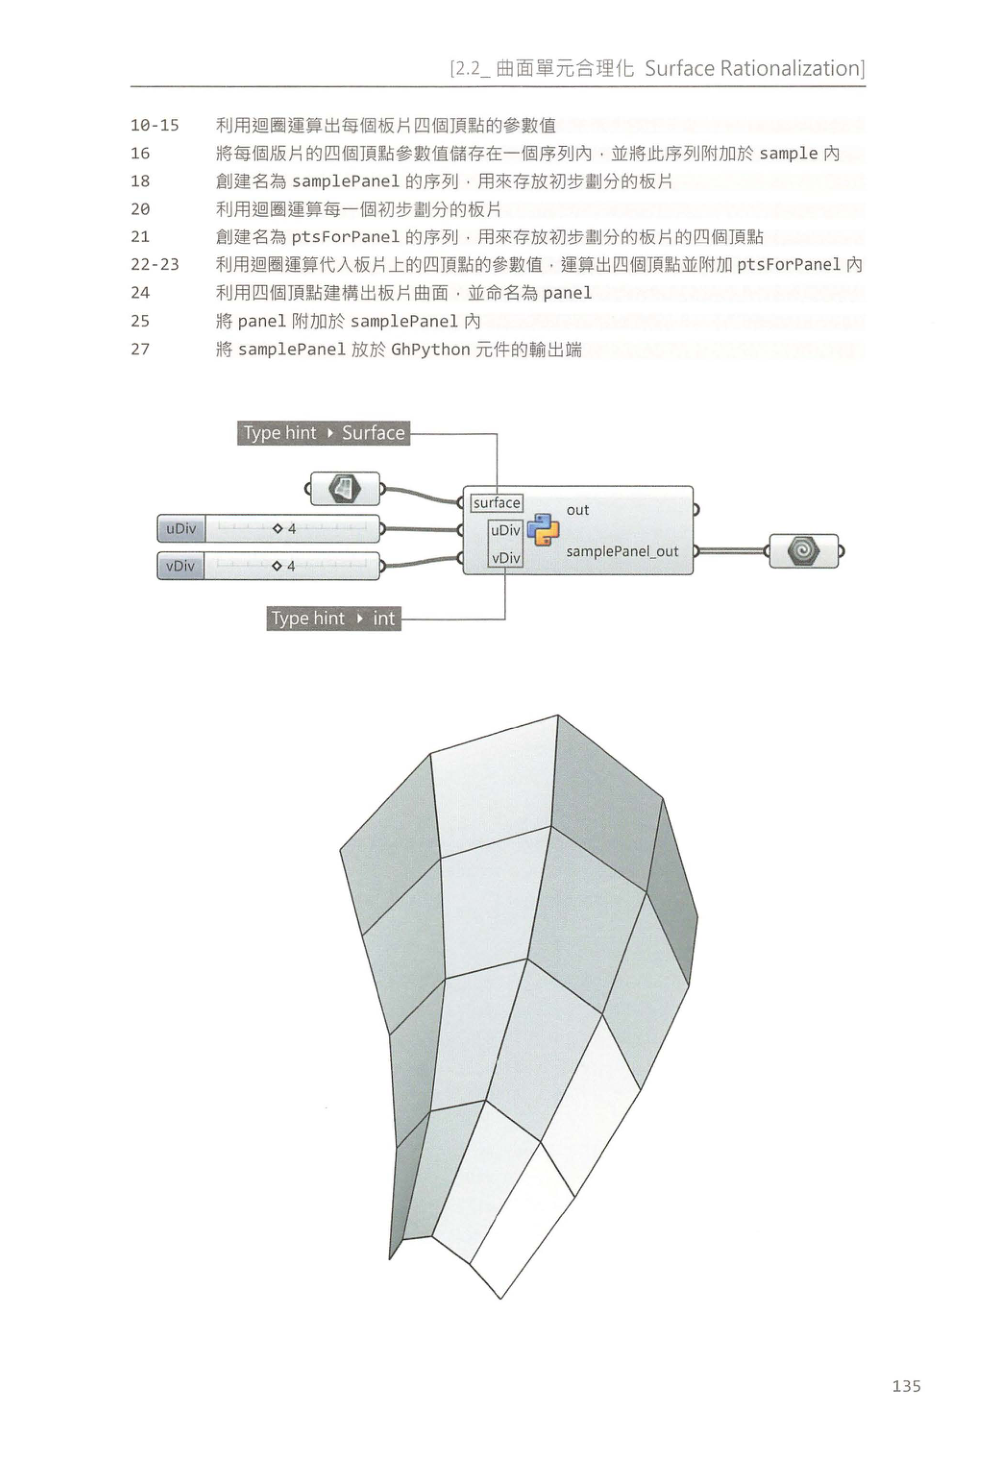 [2.2_ 曲面單元合理化 Surface Rationalization]
10-15 利用迴圈運算出每個板片四個頂點的參數值
16 將每個版片的四個頂點參數值儲存在一個序列內，並將此序列附加於 sample 內
18 創建名為 samplePanel 的序列，用來存放初步劃分的板片
20 利用迴圈運算每一個初步劃分的板片
21 創建名為 ptsForPanel 的序列，用來存放初步劃分的板片的四個頂點
22-23 利用迴圈運算代入板片上的四頂點的參數值，運算出四個頂點並附加 ptsForPanel 內
24 利用四個頂點建構出板片曲面，並命名為 panel
25 將 panel 附加於 samplePanel 內
27 將 samplePanel 放於 GhPython 元件的輸出端
Type hint ▸ Surface
surface
out
uDiv ◇ 4
uDiv
samplePanel_out
vDiv ◇ 4
vDiv
Type hint ▸ int
135